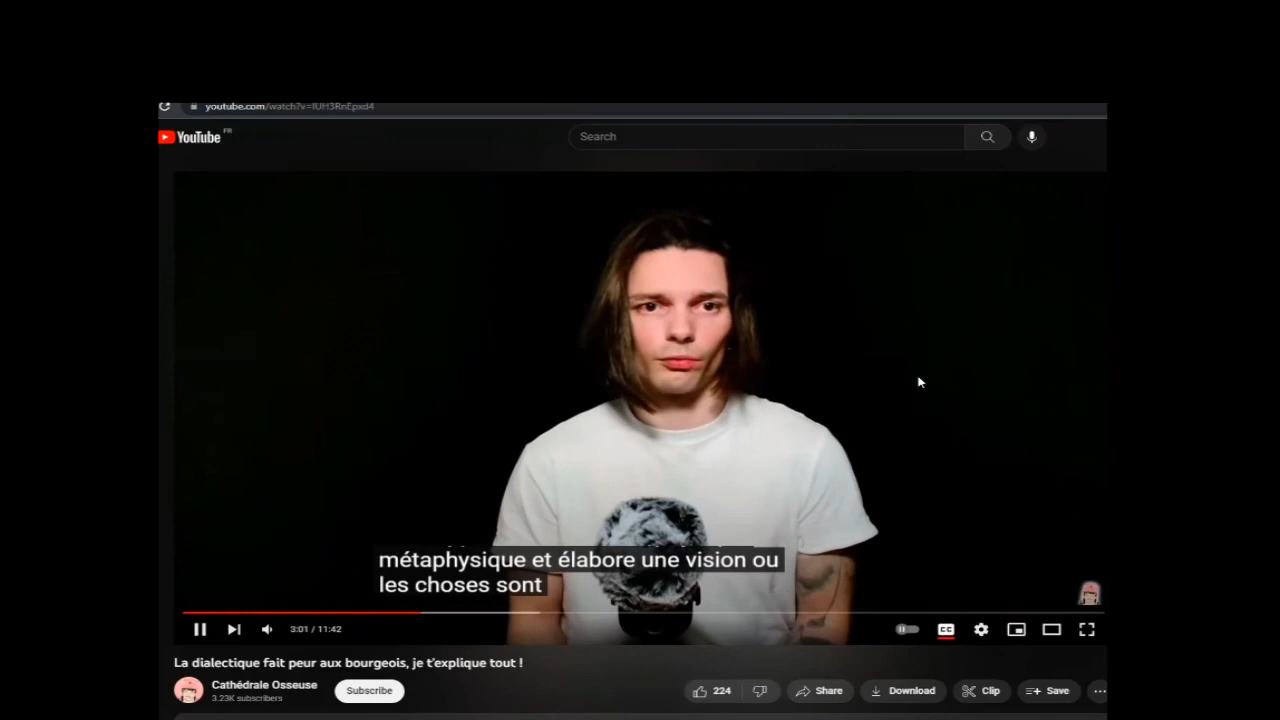 youtube.com/watch?v=IUH3RnEpxd4
YouTube FR
Search
métaphysique et élabore une vision ou
les choses sont
3:01 / 11:42
CC
La dialectique fait peur aux bourgeois, je t'explique tout !
Cathédrale Osseuse
3.23K subscribers
Subscribe
224
Share
Download
Clip
Save